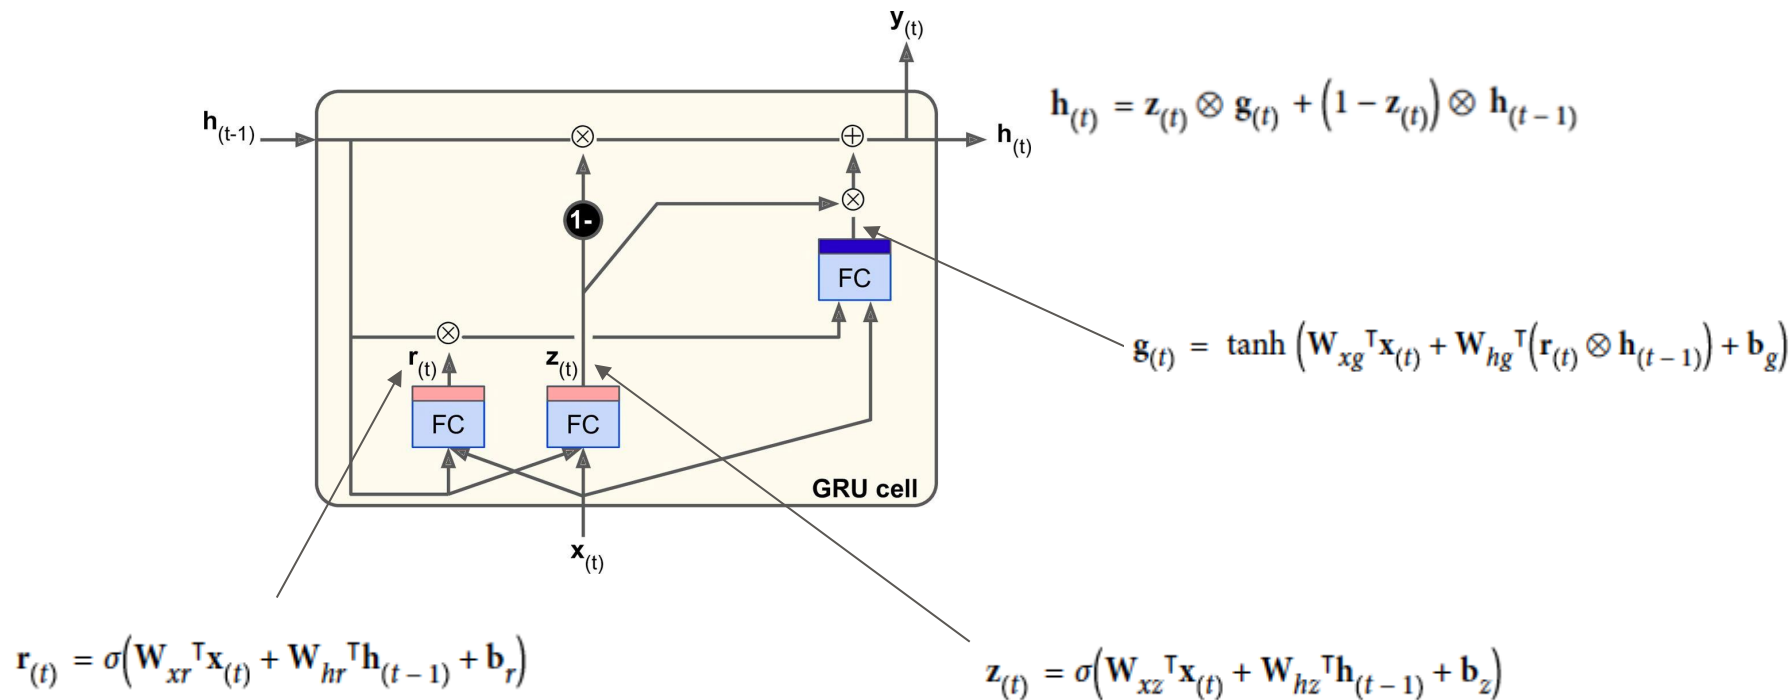 y(t)
h(t-1)
h(t)
h(t) = z(t) ⊗ g(t) + (1 − z(t)) ⊗ h(t − 1)
1-
FC
g(t) = tanh (Wxg⊤x(t) + Whg⊤(r(t) ⊗ h(t − 1)) + bg)
r(t)
z(t)
FC
FC
GRU cell
x(t)
r(t) = σ(Wxr⊤x(t) + Whr⊤h(t − 1) + br)
z(t) = σ(Wxz⊤x(t) + Whz⊤h(t − 1) + bz)